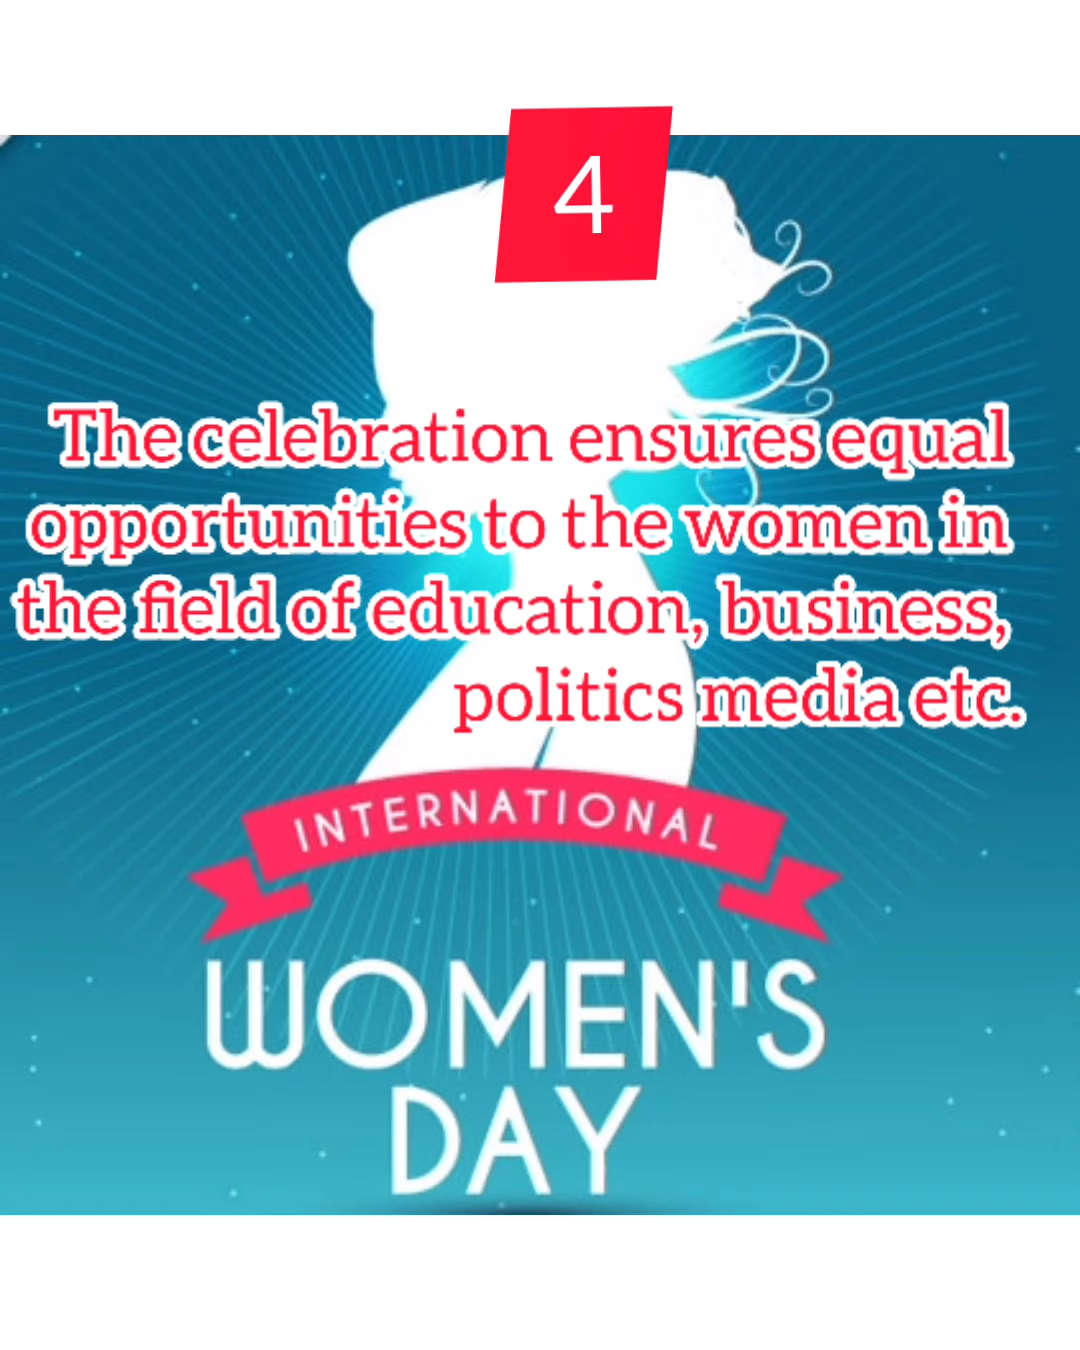 4
The celebration ensures equal
opportunities to the women in
the field of education, business,
politics media etc.
INTERNATIONAL
WOMEN'S
DAY